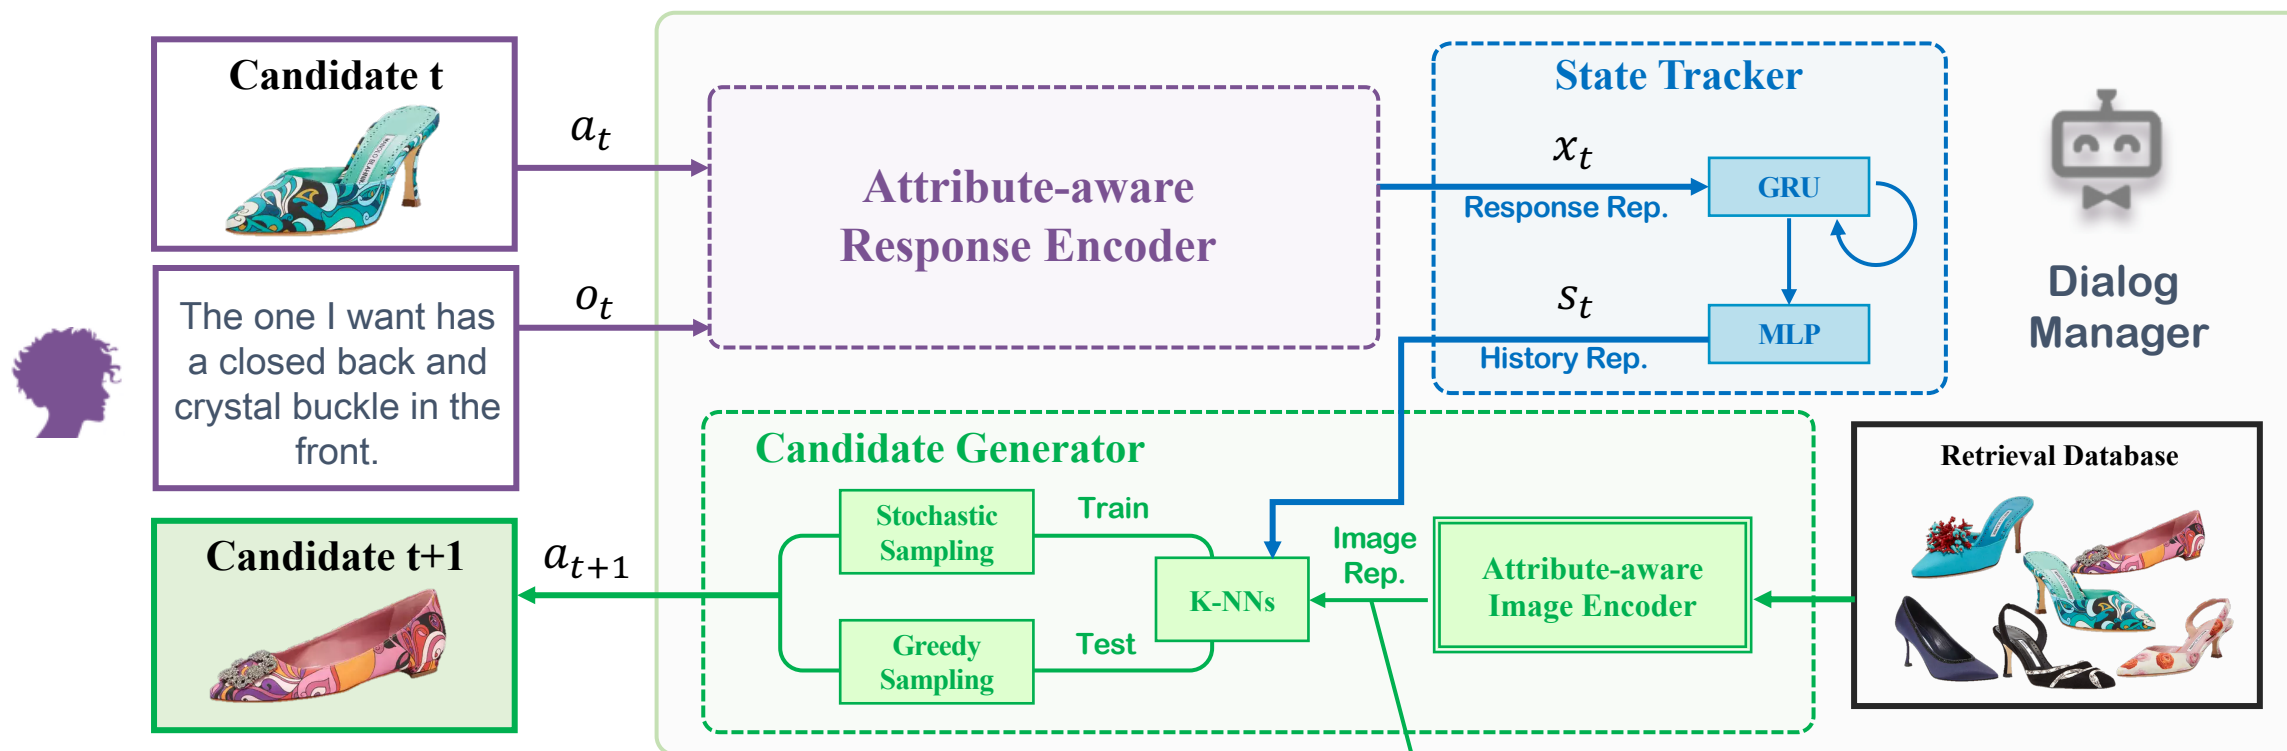 Candidate t
The one I want has
a closed back and
crystal buckle in the
front.
Candidate t+1
a_t
o_t
a_{t+1}
Attribute-aware
Response Encoder
State Tracker
x_t
Response Rep.
GRU
s_t
History Rep.
MLP
Dialog
Manager
Candidate Generator
Stochastic
Sampling
Train
Greedy
Sampling
Test
K-NNs
Image
Rep.
Attribute-aware
Image Encoder
Retrieval Database